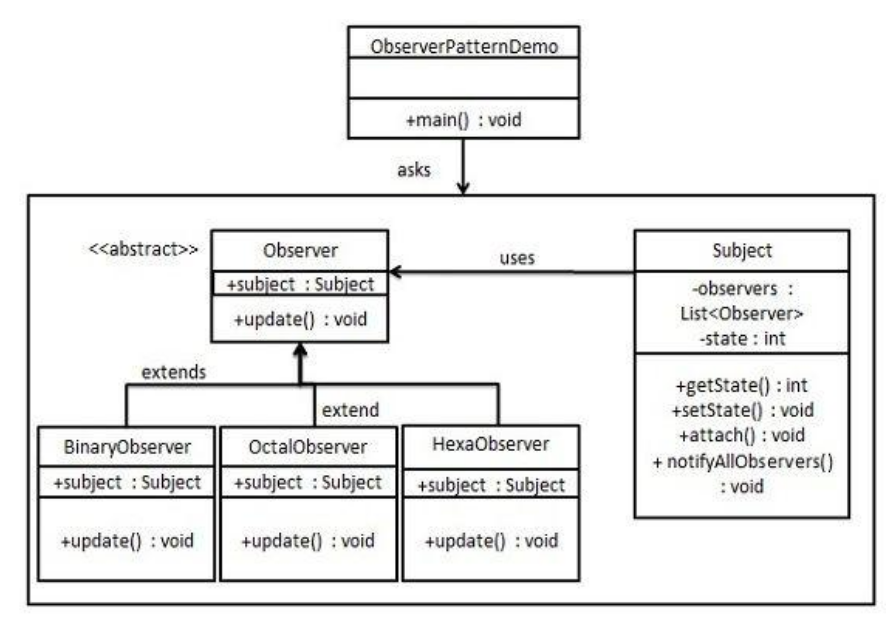 ObserverPatternDemo
+main() : void
asks
<<abstract>>
Observer
+subject : Subject
+update() : void
uses
Subject
-observers :
List<Observer>
-state : int
+getState() : int
+setState() : void
+attach() : void
+ notifyAllObservers()
: void
extends
extend
BinaryObserver
+subject : Subject
+update() : void
OctalObserver
+subject : Subject
+update() : void
HexaObserver
+subject : Subject
+update() : void